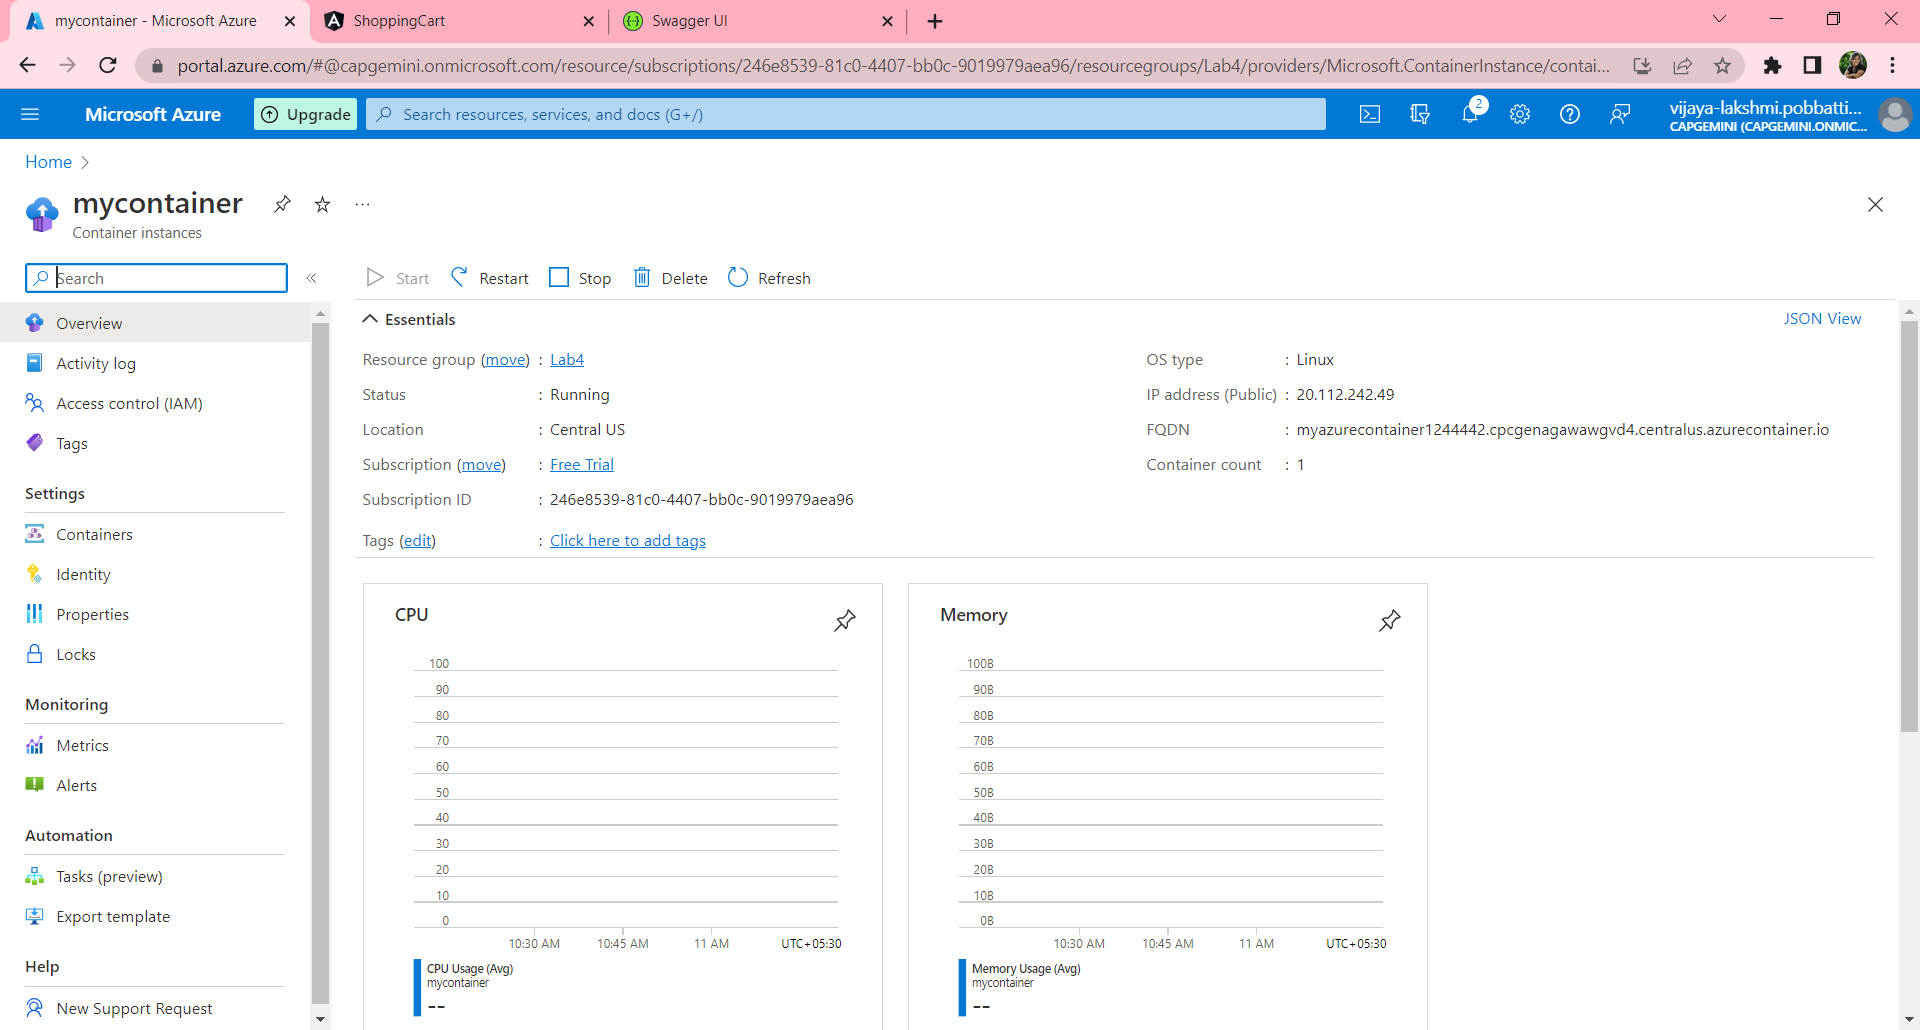 mycontainer - Microsoft Azure
ShoppingCart
Swagger UI
portal.azure.com/#@capgemini.onmicrosoft.com/resource/subscriptions/246e8539-81c0-4407-bb0c-9019979aea96/resourcegroups/Lab4/providers/Microsoft.ContainerInstance/contai...
Microsoft Azure
Upgrade
Search resources, services, and docs (G+/)
2
vijaya-lakshmi.pobbatti...
CAPGEMINI (CAPGEMINI.ONMIC...
Home
mycontainer
Container instances
Search
Start
Restart
Stop
Delete
Refresh
Overview
Activity log
Access control (IAM)
Tags
Settings
Containers
Identity
Properties
Locks
Monitoring
Metrics
Alerts
Automation
Tasks (preview)
Export template
Help
New Support Request
Essentials
JSON View
Resource group (move) : Lab4
Status : Running
Location : Central US
Subscription (move) : Free Trial
Subscription ID : 246e8539-81c0-4407-bb0c-9019979aea96
Tags (edit) : Click here to add tags
OS type : Linux
IP address (Public) : 20.112.242.49
FQDN : myazurecontainer1244442.cpcgenagawawgvd4.centralus.azurecontainer.io
Container count : 1
CPU
100
90
80
70
60
50
40
30
20
10
0
10:30 AM 10:45 AM 11 AM UTC+05:30
CPU Usage (Avg)
mycontainer
--
Memory
100B
90B
80B
70B
60B
50B
40B
30B
20B
10B
0B
10:30 AM 10:45 AM 11 AM UTC+05:30
Memory Usage (Avg)
mycontainer
--